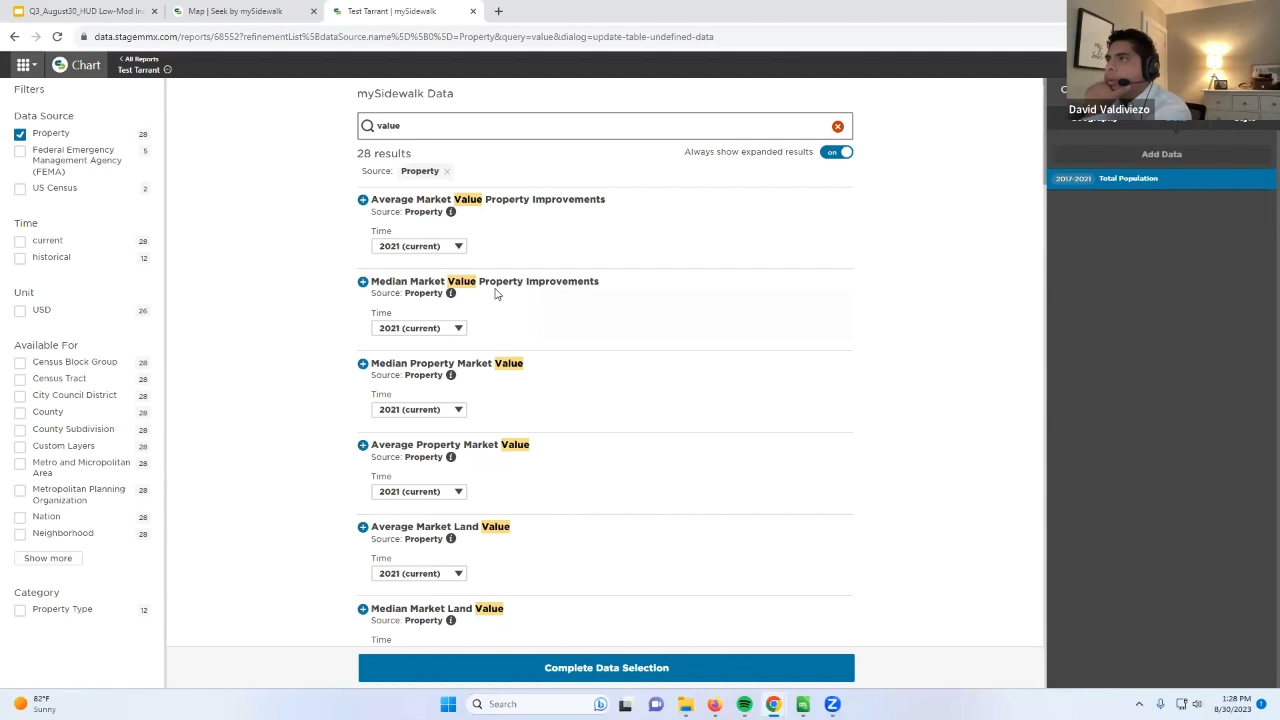 Q3_August30_HUD Low-Mod Inc
Map | Seek by mySidewalk
Test Tarrant | mySidewalk
data.stagemmx.com/reports/68552?refinementList%5BdataSource.name%5D%5B0%5D=Property&query=value&dialog=update-table-undefined-data
Chart
All Reports
Test Tarrant
David Valdiviezo
Filters
Data Source
Property 28
Federal Emergency Management Agency (FEMA) 5
US Census 2
Time
current 28
historical 12
Unit
USD 26
Available For
Census Block Group 28
Census Tract 28
City Council District 28
County 28
County Subdivision 28
Custom Layers 28
Metro and Micropolitan Area 28
Metropolitan Planning Organization 28
Nation 28
Neighborhood 28
Show more
Category
Property Type 12
mySidewalk Data
value
28 results
Always show expanded results on
Source: Property
Average Market Value Property Improvements
Source: Property
Time
2021 (current)
Median Market Value Property Improvements
Source: Property
Time
2021 (current)
Median Property Market Value
Source: Property
Time
2021 (current)
Average Property Market Value
Source: Property
Time
2021 (current)
Average Market Land Value
Source: Property
Time
2021 (current)
Median Market Land Value
Source: Property
Time
Complete Data Selection
Add Data
2017-2021 Total Population
82°F
Sunny
Search
1:28 PM
8/30/2023